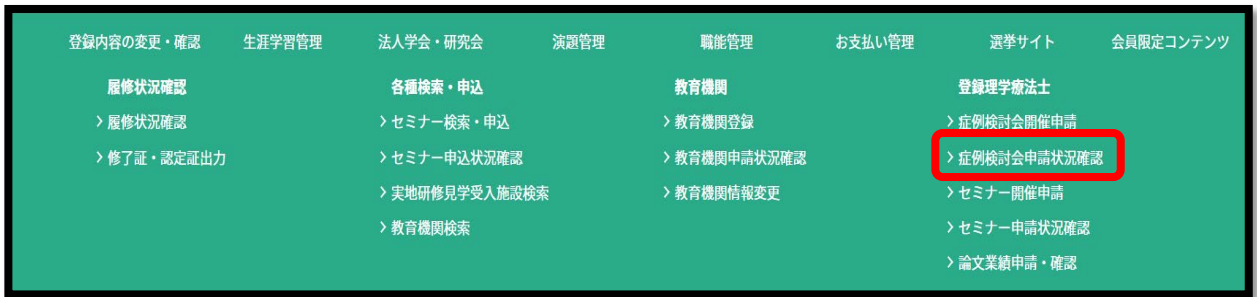 登録内容の変更・確認 生涯学習管理 法人学会・研究会 演題管理 職能管理 お支払い管理 選挙サイト 会員限定コンテンツ
履修状況確認 各種検索・申込 教育機関 登録理学療法士
> 履修状況確認 > セミナー検索・申込 > 教育機関登録 > 症例検討会開催申請
> 修了証・認定証出力 > セミナー申込状況確認 > 教育機関申請状況確認 > 症例検討会申請状況確認
> 実地研修見学受入施設検索 > 教育機関情報変更 > セミナー開催申請
> 教育機関検索 > セミナー申請状況確認
> 論文業績申請・確認